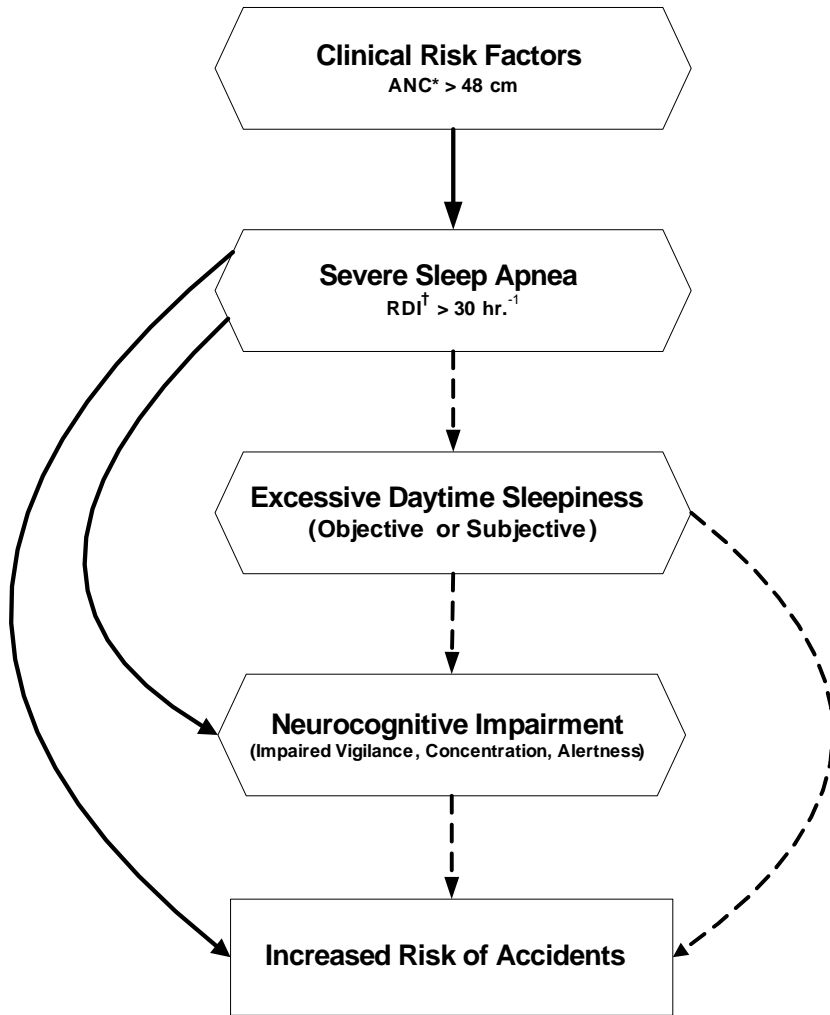 Clinical Risk Factors
ANC* > 48 cm
Severe Sleep Apnea
RDI† > 30 hr.-1
Excessive Daytime Sleepiness
(Objective or Subjective)
Neurocognitive Impairment
(Impaired Vigilance, Concentration, Alertness)
Increased Risk of Accidents